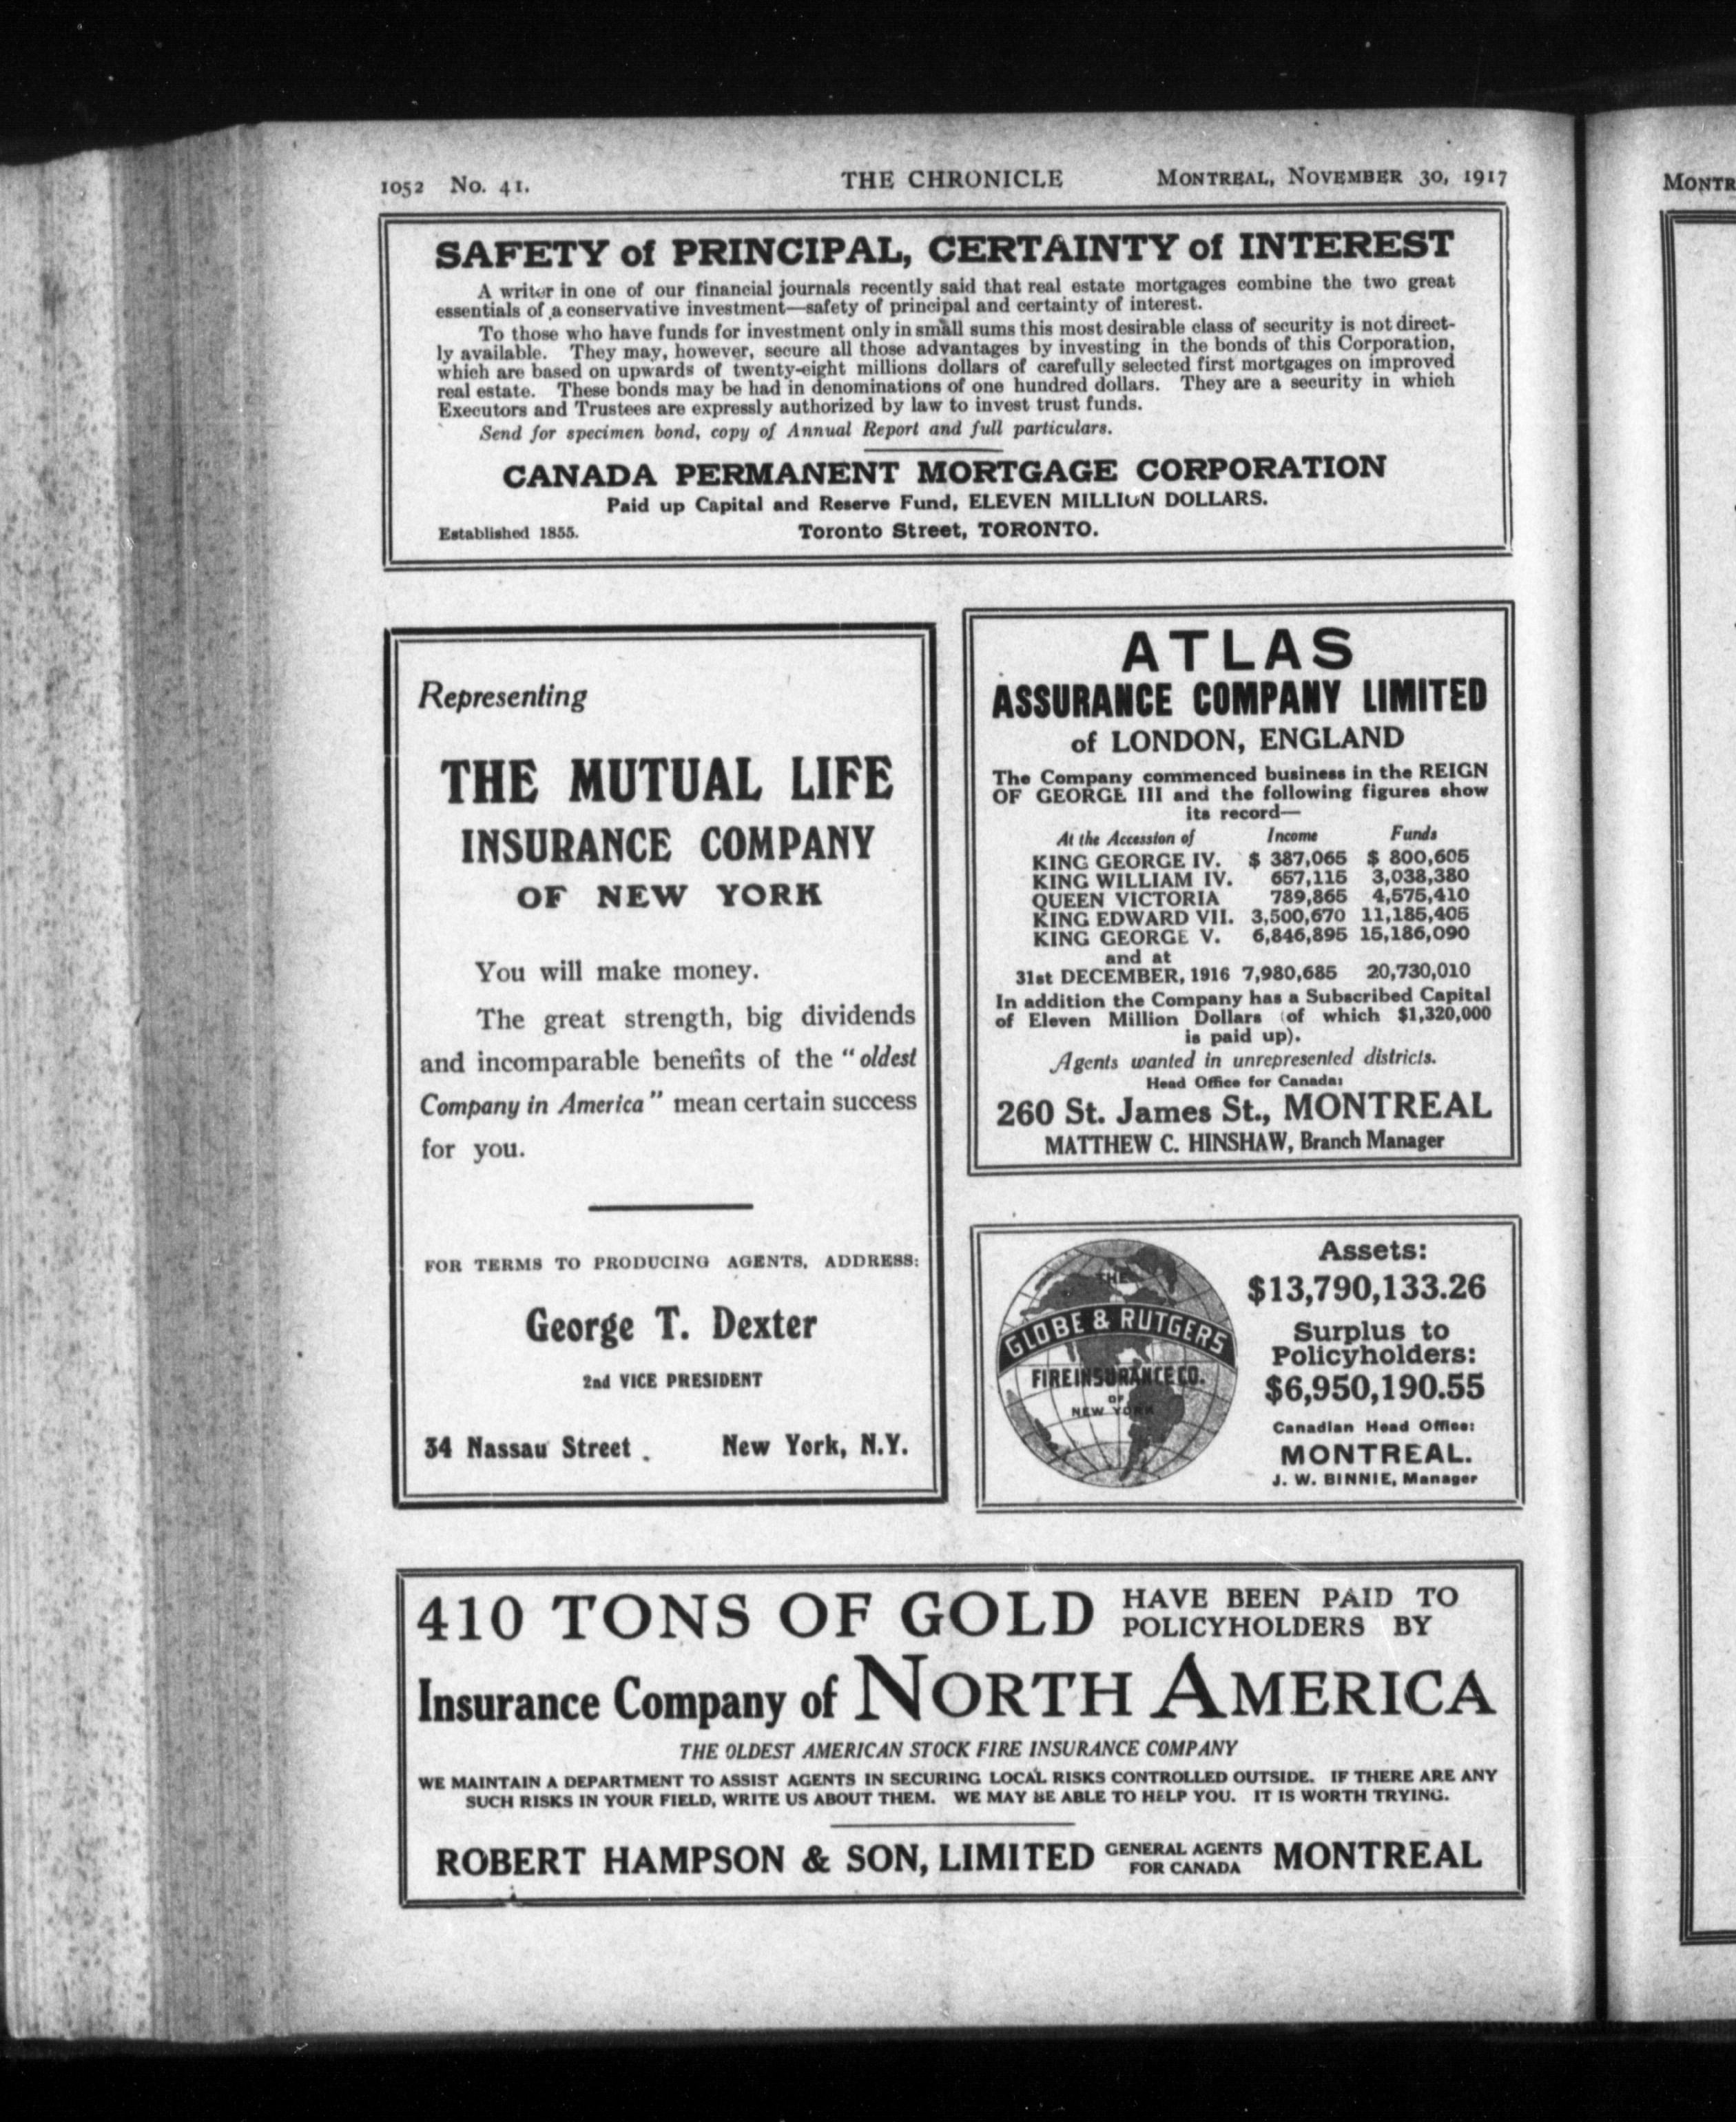 1052 No. 41. THE CHRONICLE MONTREAL, NOVEMBER 30, 1917
SAFETY of PRINCIPAL, CERTAINTY of INTEREST
A writer in one of our financial journals recently said that real estate mortgages combine the two great
essentials of a conservative investment—safety of principal and certainty of interest.
To those who have funds for investment only in small sums this most desirable class of security is not direct-
ly available. They may, however, secure all those advantages by investing in the bonds of this Corporation,
which are based on upwards of twenty-eight millions dollars of carefully selected first mortgages on improved
real estate. These bonds may be had in denominations of one hundred dollars. They are a security in which
Executors and Trustees are expressly authorized by law to invest trust funds.
Send for specimen bond, copy of Annual Report and full particulars.
CANADA PERMANENT MORTGAGE CORPORATION
Paid up Capital and Reserve Fund, ELEVEN MILLION DOLLARS.
Established 1855. Toronto Street, TORONTO.
Representing
THE MUTUAL LIFE
INSURANCE COMPANY
OF NEW YORK
You will make money.
The great strength, big dividends
and incomparable benefits of the "oldest
Company in America" mean certain success
for you.
FOR TERMS TO PRODUCING AGENTS, ADDRESS:
George T. Dexter
2nd VICE PRESIDENT
34 Nassau Street New York, N.Y.
ATLAS
ASSURANCE COMPANY LIMITED
of LONDON, ENGLAND
The Company commenced business in the REIGN
OF GEORGE III and the following figures show
its record—
At the Accession of Income Funds
KING GEORGE IV. $ 387,065 $ 800,605
KING WILLIAM IV. 657,115 3,038,380
QUEEN VICTORIA 789,865 4,575,410
KING EDWARD VII. 3,500,670 11,185,405
KING GEORGE V. 6,846,895 15,186,090
and at
31st DECEMBER, 1916 7,980,685 20,730,010
In addition the Company has a Subscribed Capital
of Eleven Million Dollars (of which $1,320,000
is paid up).
Agents wanted in unrepresented districts.
Head Office for Canada:
260 St. James St., MONTREAL
MATTHEW C. HINSHAW, Branch Manager
THE
GLOBE & RUTGERS
FIRE INSURANCE CO.
OF
NEW YORK
Assets:
$13,790,133.26
Surplus to
Policyholders:
$6,950,190.55
Canadian Head Office:
MONTREAL.
J. W. BINNIE, Manager
410 TONS OF GOLD HAVE BEEN PAID TO
POLICYHOLDERS BY
Insurance Company of NORTH AMERICA
THE OLDEST AMERICAN STOCK FIRE INSURANCE COMPANY
WE MAINTAIN A DEPARTMENT TO ASSIST AGENTS IN SECURING LOCAL RISKS CONTROLLED OUTSIDE. IF THERE ARE ANY
SUCH RISKS IN YOUR FIELD, WRITE US ABOUT THEM. WE MAY BE ABLE TO HELP YOU. IT IS WORTH TRYING.
ROBERT HAMPSON & SON, LIMITED GENERAL AGENTS
FOR CANADA MONTREAL
MONTR